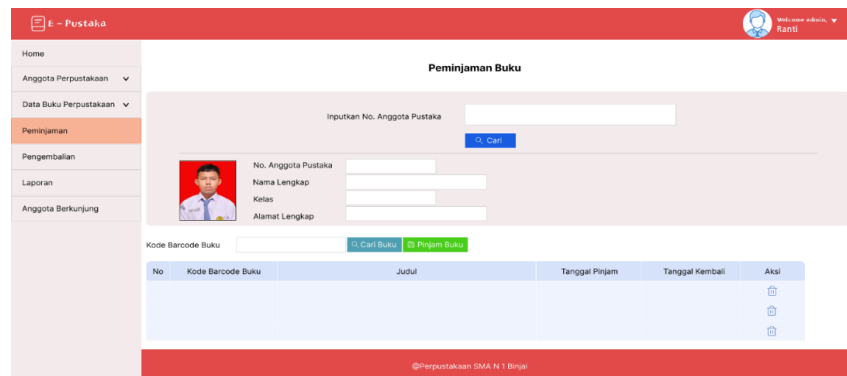 E - Pustaka
Welcome admin,
Ranti
Home
Anggota Perpustakaan
Data Buku Perpustakaan
Peminjaman
Pengembalian
Laporan
Anggota Berkunjung
Peminjaman Buku
Inputkan No. Anggota Pustaka
Cari
No. Anggota Pustaka
Nama Lengkap
Kelas
Alamat Lengkap
Kode Barcode Buku
Cari Buku
Pinjam Buku
No Kode Barcode Buku Judul Tanggal Pinjam Tanggal Kembali Aksi
@Perpustakaan SMA N 1 Binjai